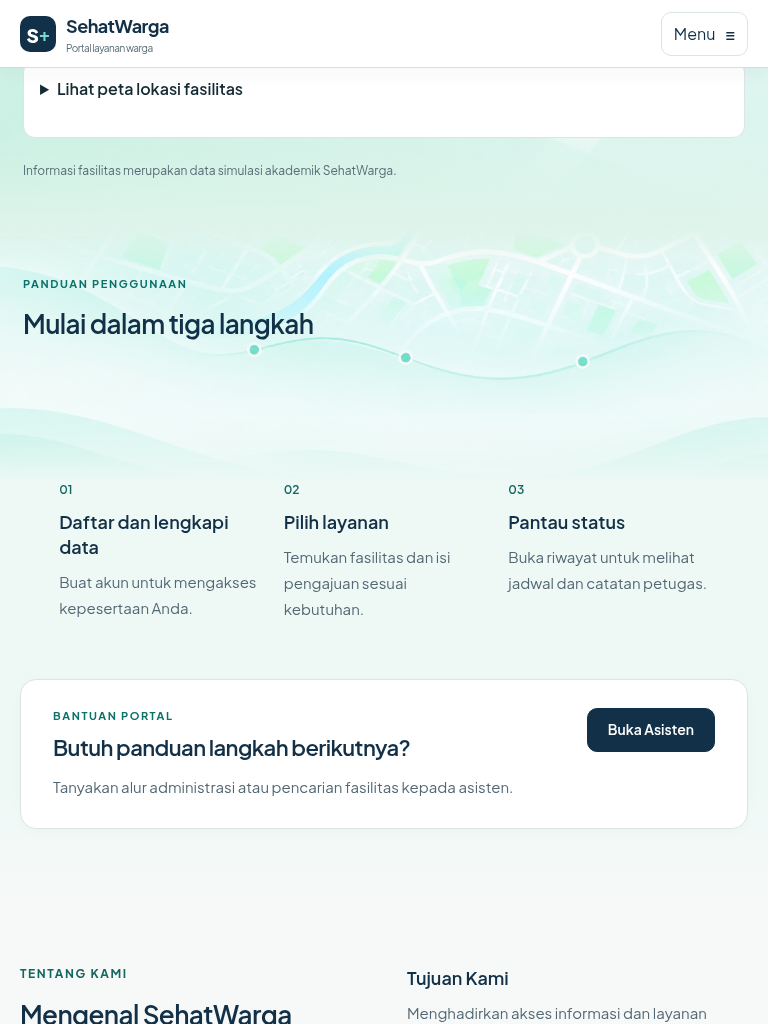 S+
SehatWarga
Portal layanan warga
Menu ≡
▶ Lihat peta lokasi fasilitas
Informasi fasilitas merupakan data simulasi akademik SehatWarga.
PANDUAN PENGGUNAAN
Mulai dalam tiga langkah
01
Daftar dan lengkapi
data
Buat akun untuk mengakses
kepesertaan Anda.
02
Pilih layanan
Temukan fasilitas dan isi
pengajuan sesuai
kebutuhan.
03
Pantau status
Buka riwayat untuk melihat
jadwal dan catatan petugas.
BANTUAN PORTAL
Butuh panduan langkah berikutnya?
Tanyakan alur administrasi atau pencarian fasilitas kepada asisten.
Buka Asisten
TENTANG KAMI
Mengenal SehatWarga
Tujuan Kami
Menghadirkan akses informasi dan layanan